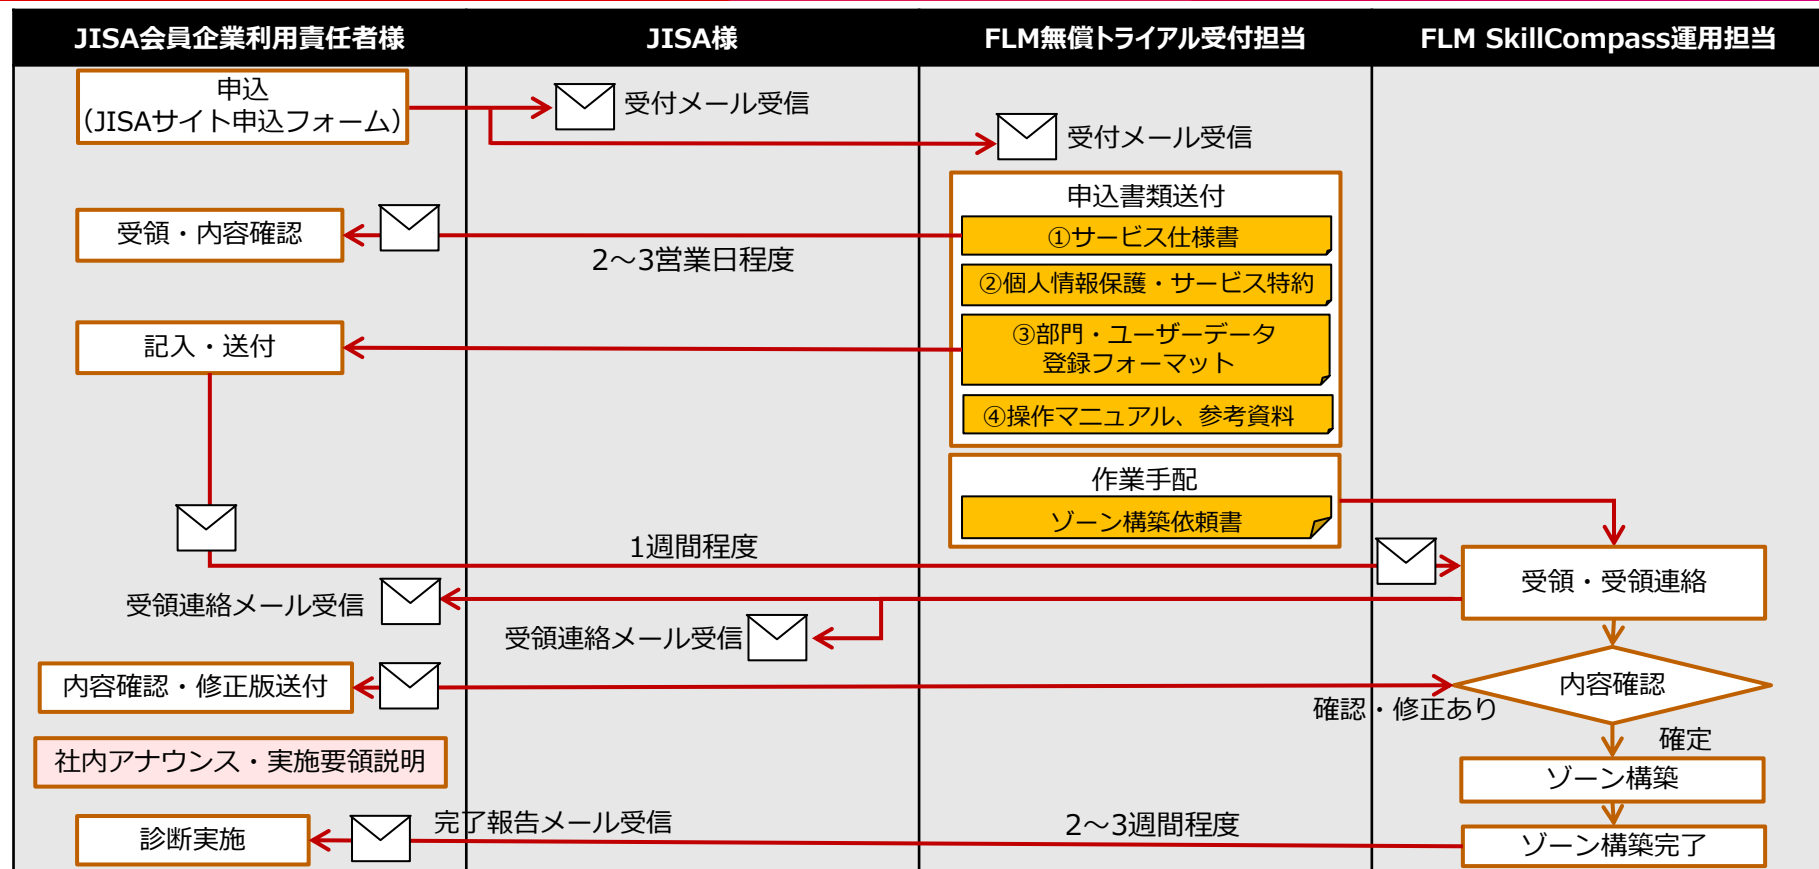 JISA会員企業利用責任者様
JISA様
FLM無償トライアル受付担当
FLM SkillCompass運用担当
申込
（JISAサイト申込フォーム）
受付メール受信
受付メール受信
申込書類送付
①サービス仕様書
②個人情報保護・サービス特約
③部門・ユーザーデータ
登録フォーマット
④操作マニュアル、参考資料
受領・内容確認
2～3営業日程度
記入・送付
作業手配
ゾーン構築依頼書
1週間程度
受領・受領連絡
受領連絡メール受信
受領連絡メール受信
内容確認・修正版送付
内容確認
確認・修正あり
確定
社内アナウンス・実施要領説明
ゾーン構築
診断実施
完了報告メール受信
2～3週間程度
ゾーン構築完了